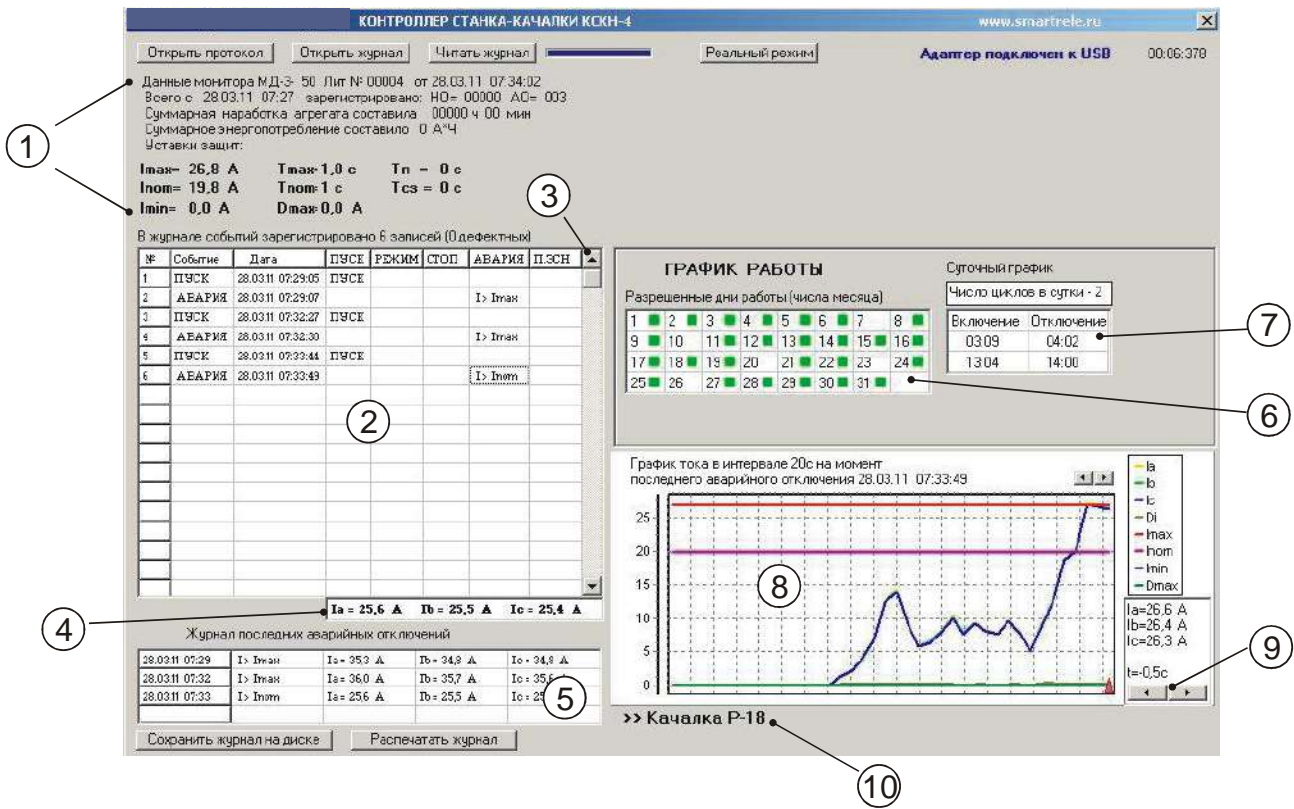 КОНТРОЛЛЕР СТАНКА-КАЧАЛКИ КСКН-4 www.smartrele.ru
Открыть протокол Открыть журнал Читать журнал Реальный режим Адаптер подключен к USB 00:06:378
Данные монитора МД-3- 50 Лит № 00004 от 28.03.11 07:34:02
Всего с 28.03.11 07:27 зарегистрировано: НО= 00000 АО= 003
Суммарная наработка агрегата составила 00000 ч 00 мин
Суммарное энергопотребление составило 0 А*Ч
Уставки защит:
Imax= 26,8 А Tmax=1,0 с Тп = 0 с
Inom= 19,8 А Tnom=1 с Тсз = 0 с
Imin= 0,0 А Dmax=0,0 А
1
3
В журнале событий зарегистрировано 6 записей (0 дефектных)
№ Событие Дата ПУСК РЕЖИМ СТОП АВАРИЯ П.ЭСН
1 ПУСК 28.03.11 07:29:05 ПУСК
2 АВАРИЯ 28.03.11 07:29:07 I> Imax
3 ПУСК 28.03.11 07:32:27 ПУСК
4 АВАРИЯ 28.03.11 07:32:30 I> Imax
5 ПУСК 28.03.11 07:33:44 ПУСК
6 АВАРИЯ 28.03.11 07:33:49 I> Inom
2
Ia = 25,6 А Ib = 25,5 А Ic = 25,4 А
4
Журнал последних аварийных отключений
28.03.11 07:29 I> Imax Ia = 35,3 А Ib = 34,8 А Ic = 34,8 А
28.03.11 07:32 I> Imax Ia = 36,0 А Ib = 35,7 А Ic = 35,6
28.03.11 07:33 I> Inom Ia = 25,6 А Ib = 25,5 А Ic = 25
5
Сохранить журнал на диске Распечатать журнал
ГРАФИК РАБОТЫ
Разрешенные дни работы (числа месяца)
1 2 3 4 5 6 7 8
9 10 11 12 13 14 15 16
17 18 19 20 21 22 23 24
25 26 27 28 29 30 31
6
Суточный график
Число циклов в сутки - 2
Включение Отключение
03:09 04:02
13:04 14:00
7
График тока в интервале 20с на момент
последнего аварийного отключения 28.03.11 07:33:49
25
20
15
10
5
0
8
Ia
Ib
Ic
Di
Imax
Inom
Imin
Dmax
Ia=26,6 А
Ib=26,4 А
Ic=26,3 А
t=-0,5с
9
>> Качалка Р-18
10